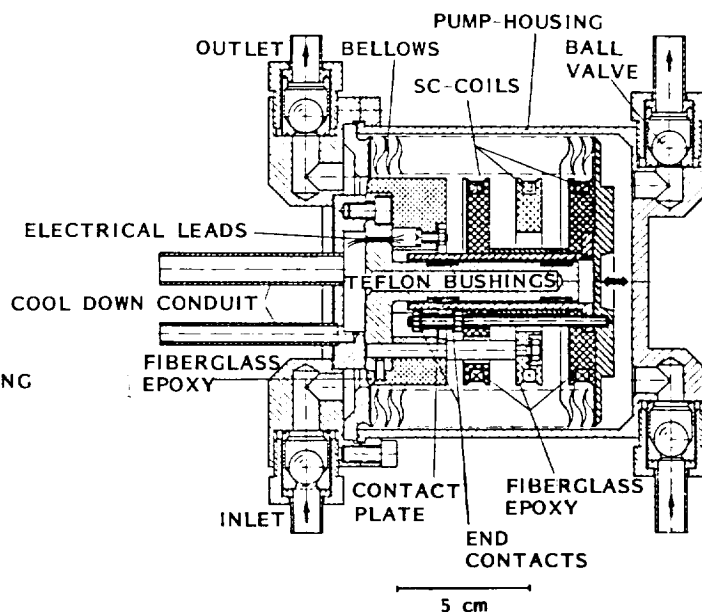 PUMP-HOUSING
OUTLET
BELLOWS
BALL
VALVE
SC-COILS
ELECTRICAL LEADS
TEFLON BUSHINGS
COOL DOWN CONDUIT
FIBERGLASS
EPOXY
NG
CONTACT
PLATE
FIBERGLASS
EPOXY
INLET
END
CONTACTS
5 cm